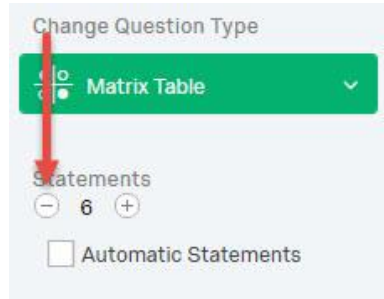 Change Question Type
Matrix Table
Statements
6
Automatic Statements